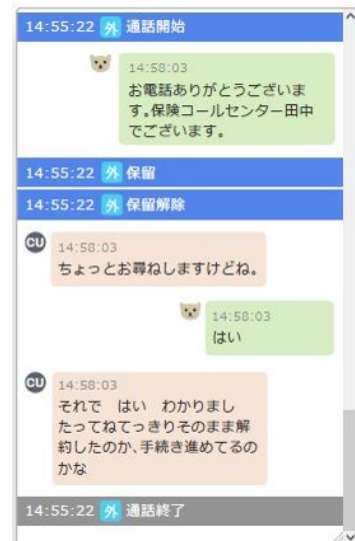 14:55:22 外 通話開始
14:58:03
お電話ありがとうございま
す。保険コールセンター田中
でございます。
14:55:22 外 保留
14:55:22 外 保留解除
CU 14:58:03
ちょっとお尋ねしますけどね。
14:58:03
はい
CU 14:58:03
それで　はい　わかりまし
たってねてっきりそのまま解
約したのか、手続き進めてるの
かな
14:55:22 外 通話終了